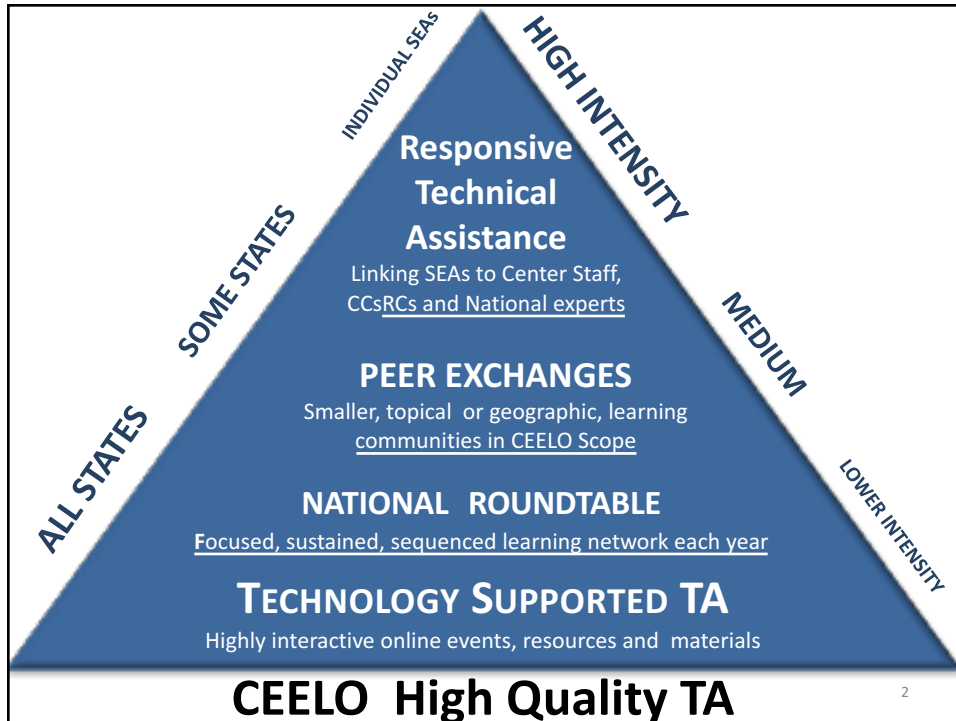 INDIVIDUAL SEAs
SOME STATES
ALL STATES
HIGH INTENSITY
MEDIUM
LOWER INTENSITY
Responsive
Technical
Assistance
Linking SEAs to Center Staff,
CCsRCs and National experts
PEER EXCHANGES
Smaller, topical or geographic, learning
communities in CEELO Scope
NATIONAL ROUNDTABLE
Focused, sustained, sequenced learning network each year
TECHNOLOGY SUPPORTED TA
Highly interactive online events, resources and materials
CEELO High Quality TA
2